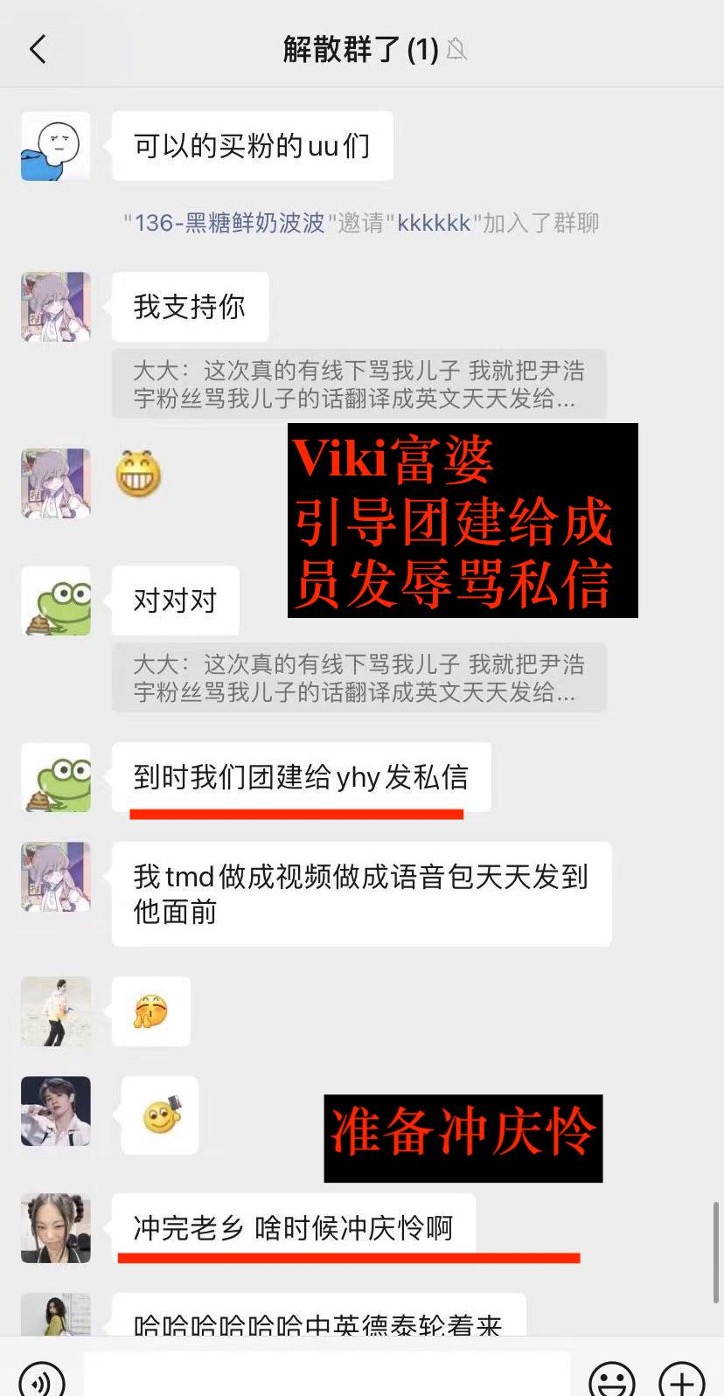 解散群了(1)
可以的买粉的uu们
"136-黑糖鲜奶波波"邀请"kkkkkk"加入了群聊
我支持你
大大：这次真的有线下骂我儿子 我就把尹浩
宇粉丝骂我儿子的话翻译成英文天天发给...
Viki富婆
引导团建给成
员发辱骂私信
对对对
大大：这次真的有线下骂我儿子 我就把尹浩
宇粉丝骂我儿子的话翻译成英文天天发给...
到时我们团建给yhy发私信
我tmd做成视频做成语音包天天发到
他面前
准备冲庆怜
冲完老乡 啥时候冲庆怜啊
哈哈哈哈哈哈中英德泰轮着来